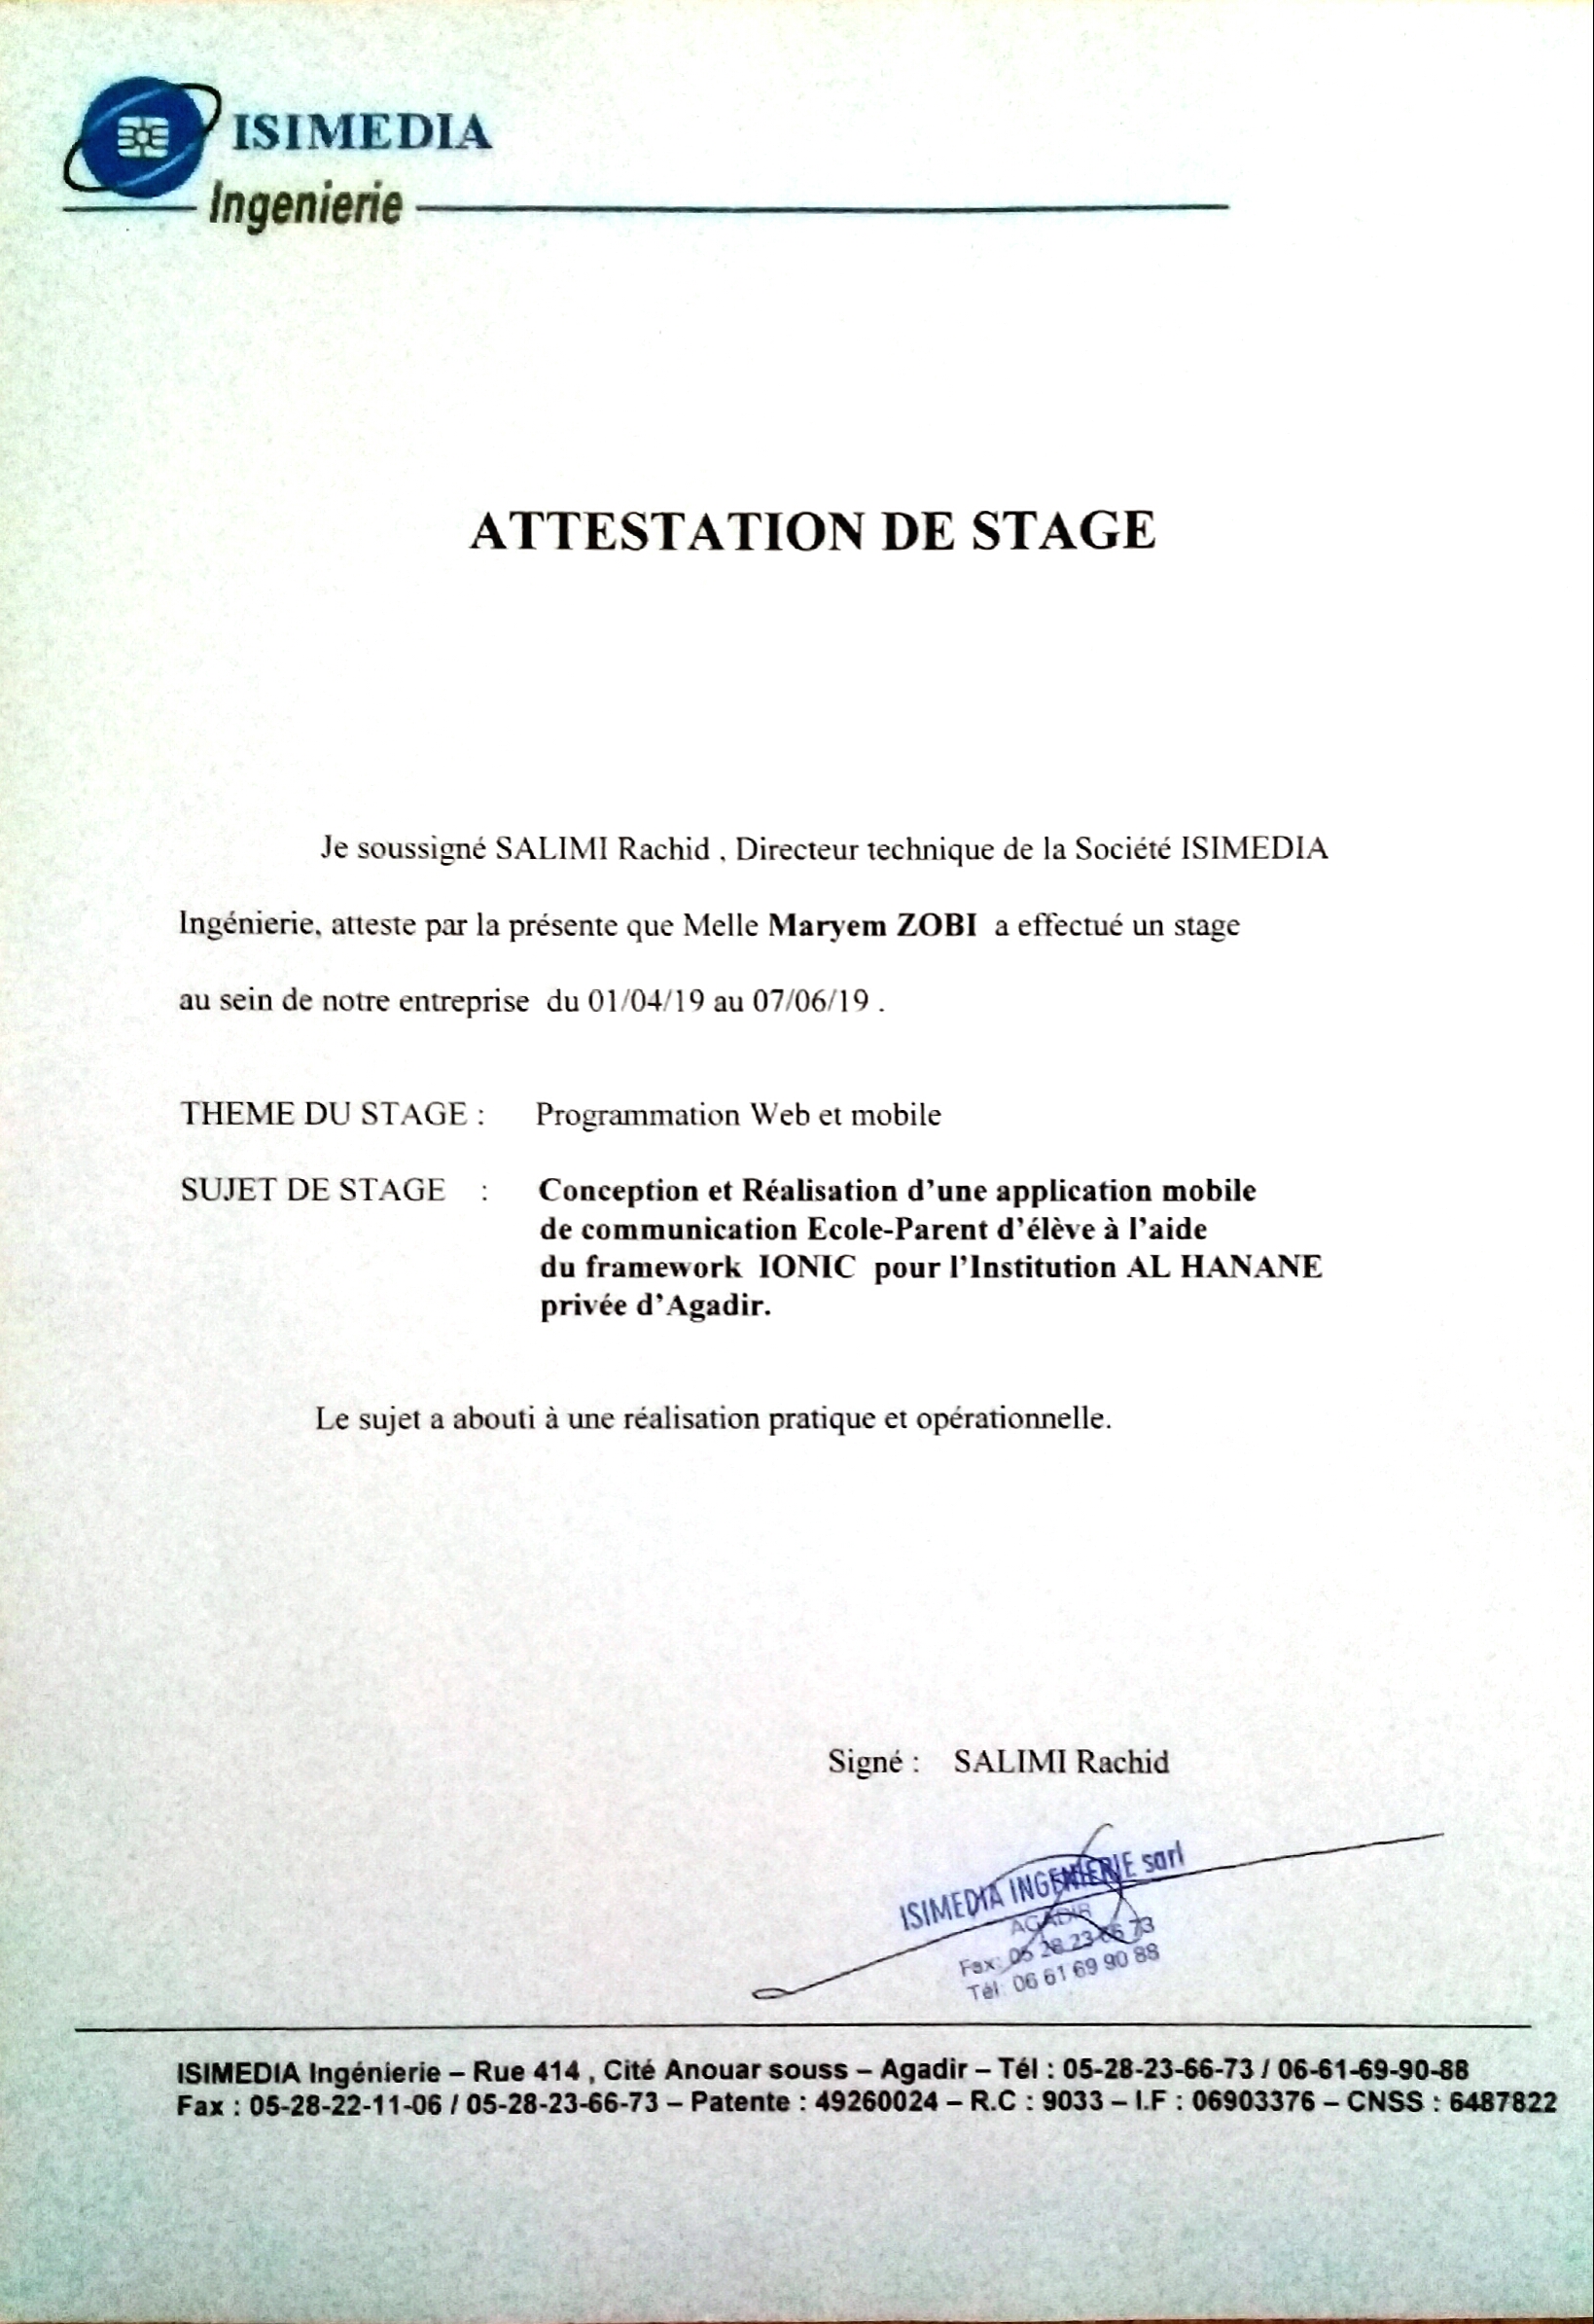 ISIMEDIA
Ingenierie
ATTESTATION DE STAGE
Je soussigné SALIMI Rachid , Directeur technique de la Société ISIMEDIA
Ingénierie, atteste par la présente que Melle Maryem ZOBI a effectué un stage
au sein de notre entreprise du 01/04/19 au 07/06/19 .
THEME DU STAGE : Programmation Web et mobile
SUJET DE STAGE : Conception et Réalisation d'une application mobile
de communication Ecole-Parent d'élève à l'aide
du framework IONIC pour l'Institution AL HANANE
privée d'Agadir.
Le sujet a abouti à une réalisation pratique et opérationnelle.
Signé : SALIMI Rachid
ISIMEDIA INGENIERIE sarl
AGADIR
Fax: 05 28 23 66 73
Tél: 06 61 69 90 88
ISIMEDIA Ingénierie – Rue 414 , Cité Anouar souss – Agadir – Tél : 05-28-23-66-73 / 06-61-69-90-88
Fax : 05-28-22-11-06 / 05-28-23-66-73 – Patente : 49260024 – R.C : 9033 – I.F : 06903376 – CNSS : 6487822